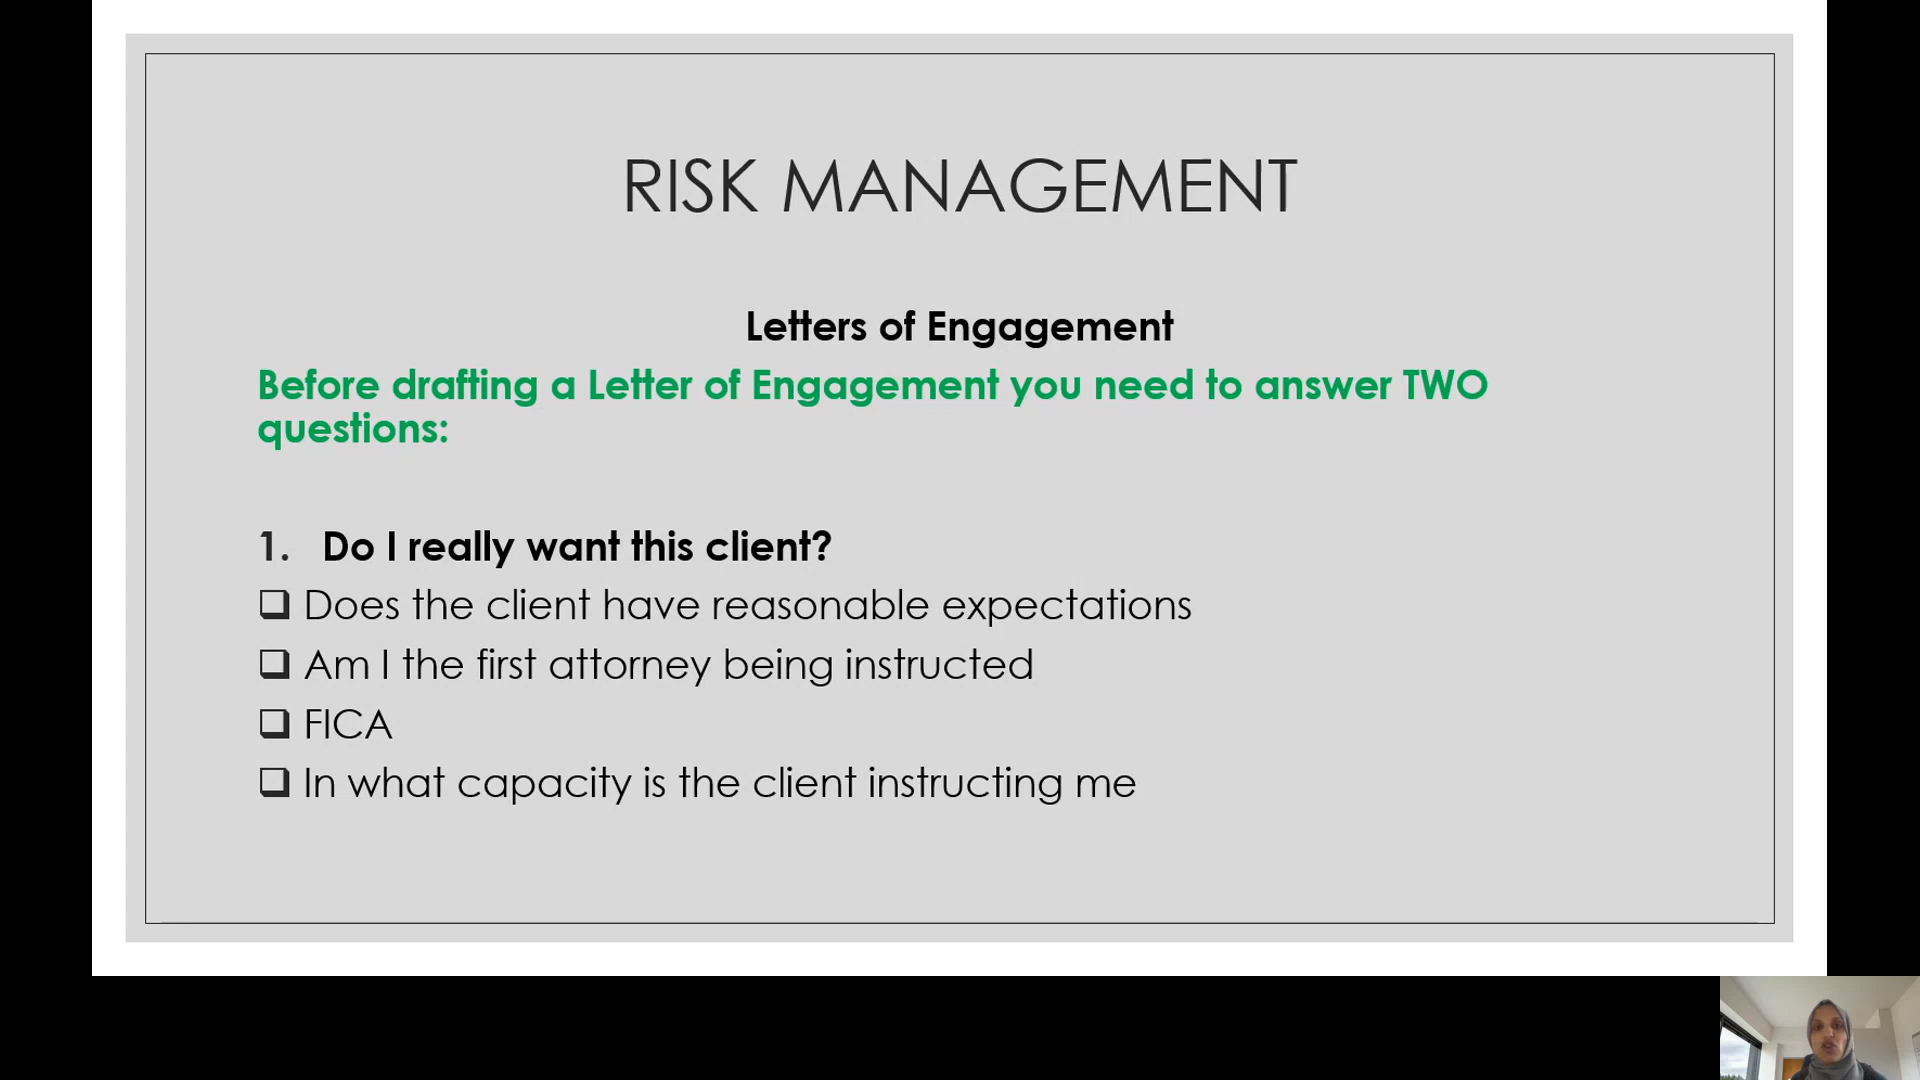 RISK MANAGEMENT
Letters of Engagement
Before drafting a Letter of Engagement you need to answer TWO
questions:
1. Do I really want this client?
❑ Does the client have reasonable expectations
❑ Am I the first attorney being instructed
❑ FICA
❑ In what capacity is the client instructing me